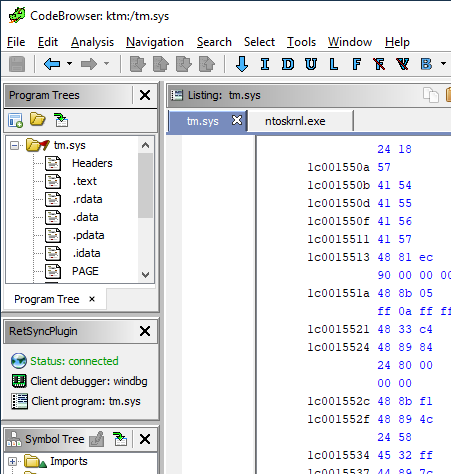 CodeBrowser: ktm:/tm.sys
File Edit Analysis Navigation Search Select Tools Window Help
I D U L F R V B
Program Trees
tm.sys
Headers
.text
.rdata
.data
.pdata
.idata
PAGE
Program Tree ×
RetSyncPlugin
Status: connected
Client debugger: windbg
Client program: tm.sys
Symbol Tree
Imports
Listing: tm.sys
tm.sys ntoskrnl.exe
24 18
1c001550a 57
1c001550b 41 54
1c001550d 41 55
1c001550f 41 56
1c0015511 41 57
1c0015513 48 81 ec
90 00 00 00
1c001551a 48 8b 05
ff 0a ff ff
1c0015521 48 33 c4
1c0015524 48 89 84
24 80 00
00 00
1c001552c 48 8b f1
1c001552f 48 89 4c
24 58
1c0015534 45 32 ff
1c0015537 44 89 7c